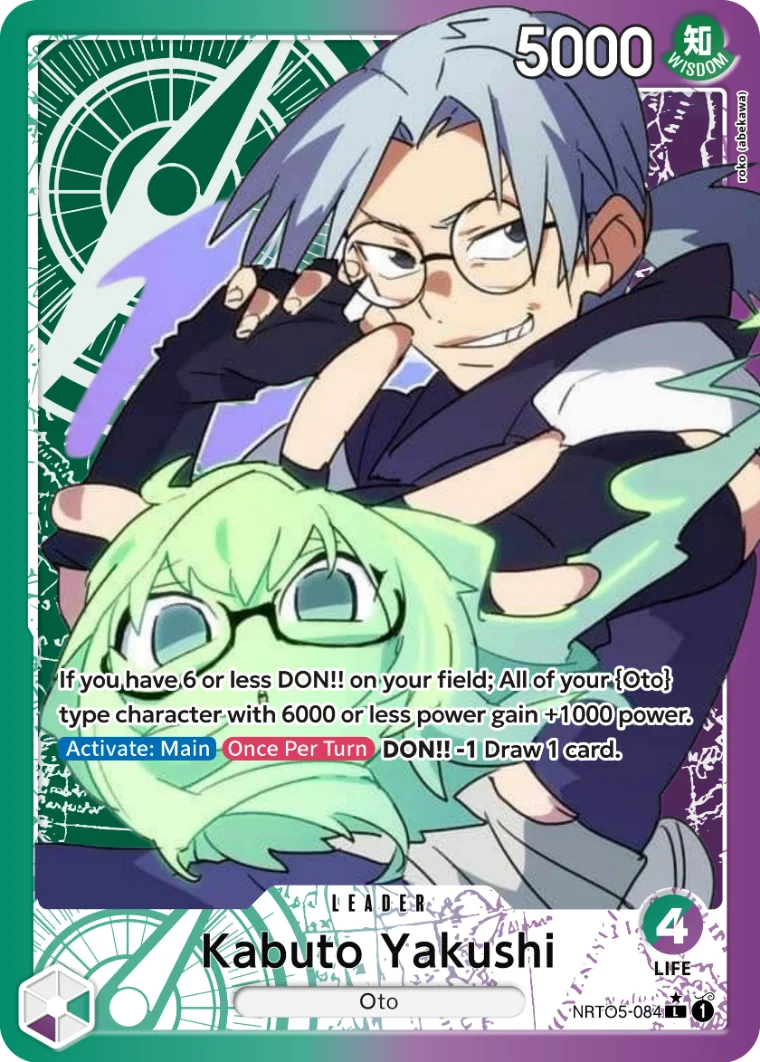 5000
知
WISDOM
roko (abekawa)
If you have 6 or less DON!! on your field; All of your {Oto}
type character with 6000 or less power gain +1000 power.
Activate: Main Once Per Turn DON!! -1 Draw 1 card.
LEADER
Kabuto Yakushi
Oto
4
LIFE
NRTO5-084 L 1